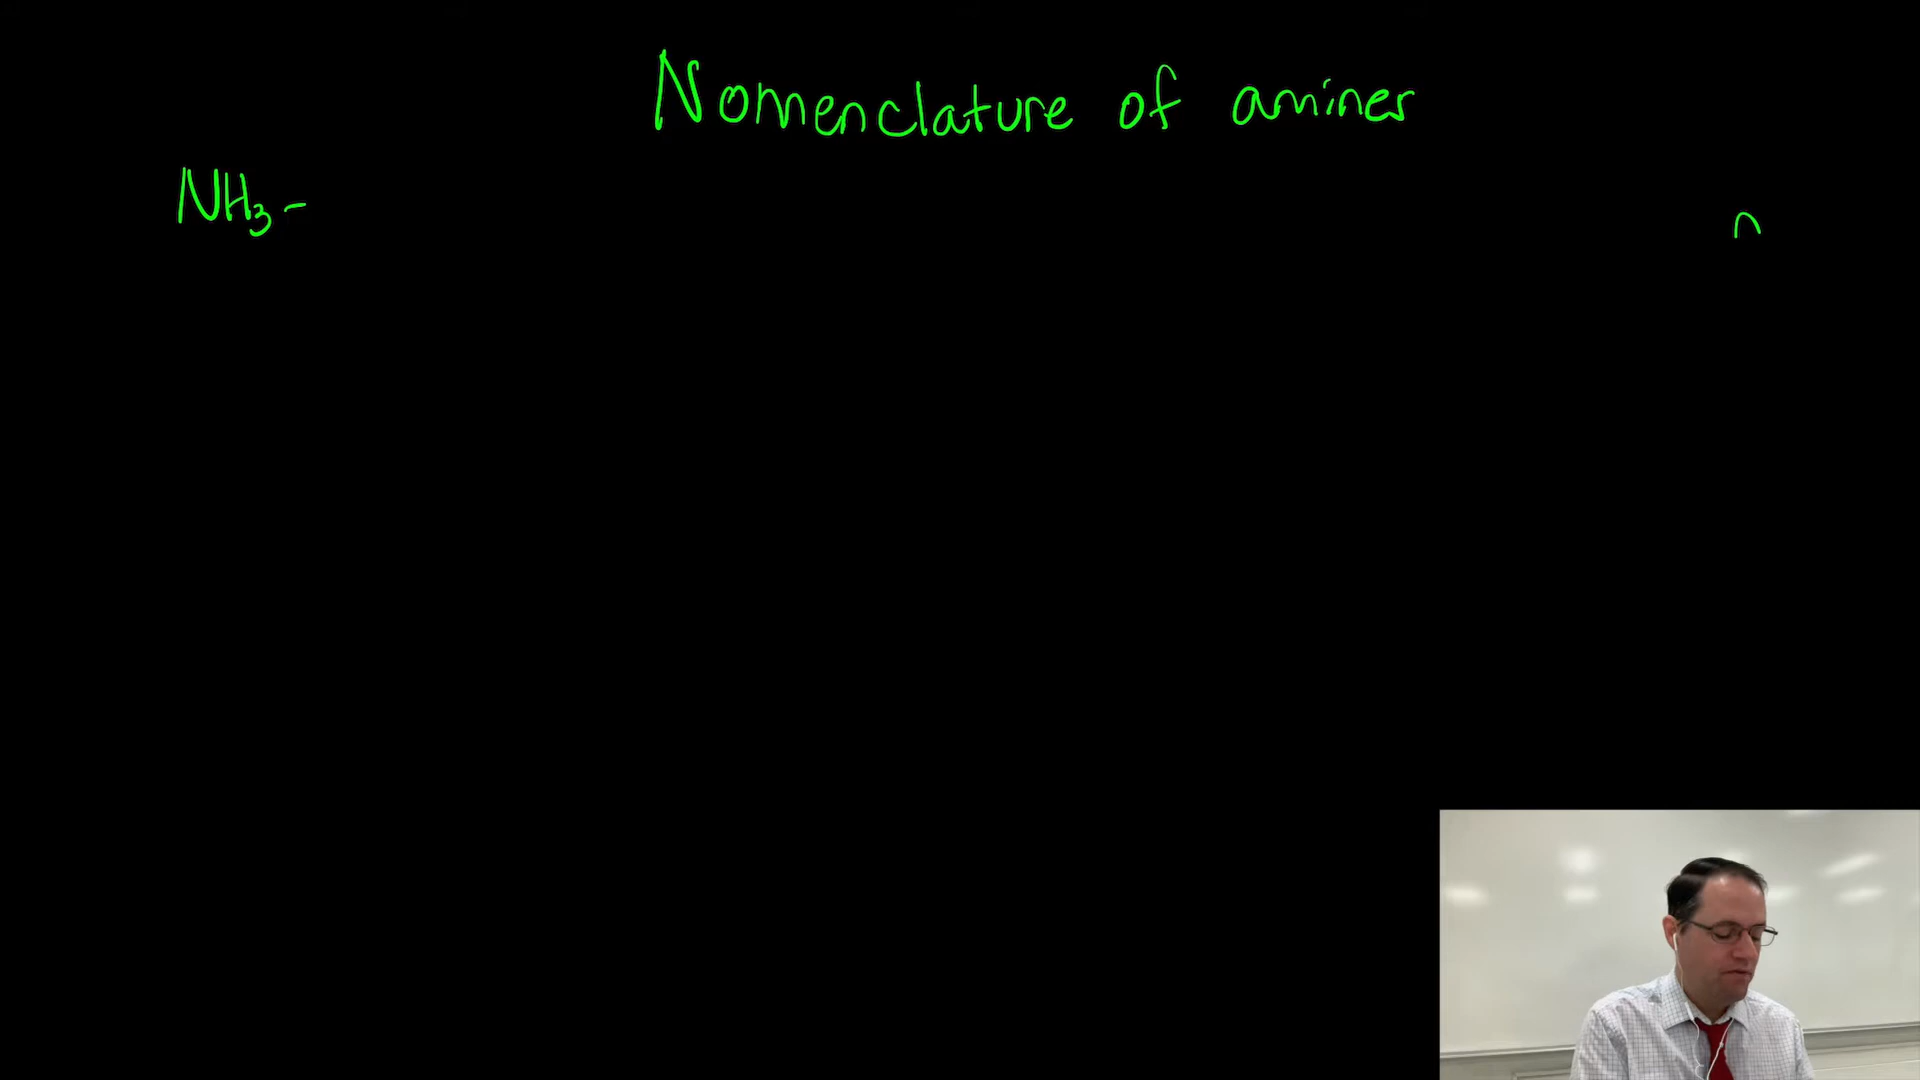 Nomenclature of amines
NH₃ -
n